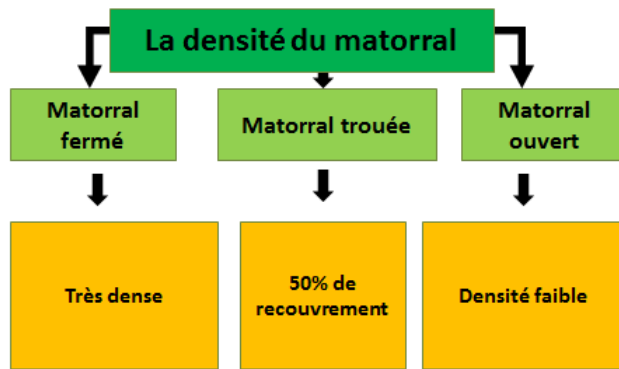 La densité du matorral
Matorral
fermé
Matorral trouée
Matorral
ouvert
Très dense
50% de
recouvrement
Densité faible